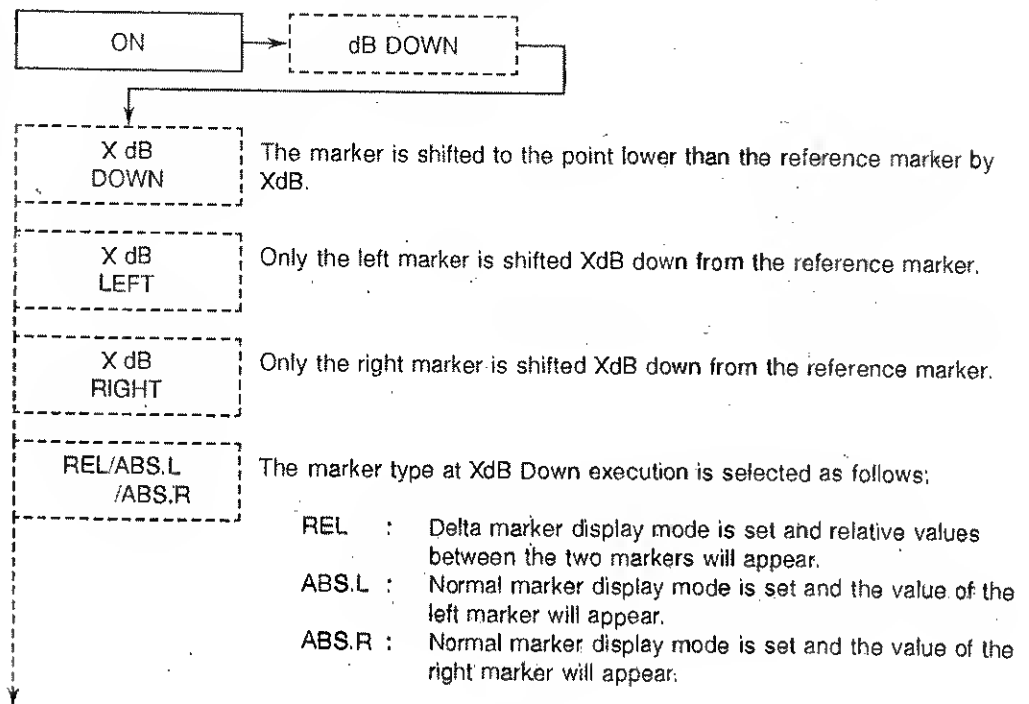 ON
dB DOWN
X dB
DOWN
The marker is shifted to the point lower than the reference marker by
XdB.
X dB
LEFT
Only the left marker is shifted XdB down from the reference marker.
X dB
RIGHT
Only the right marker is shifted XdB down from the reference marker.
REL/ABS.L
/ABS.R
The marker type at XdB Down execution is selected as follows;
REL : Delta marker display mode is set and relative values
between the two markers will appear.
ABS.L : Normal marker display mode is set and the value of the
left marker will appear.
ABS.R : Normal marker display mode is set and the value of the
right marker will appear.